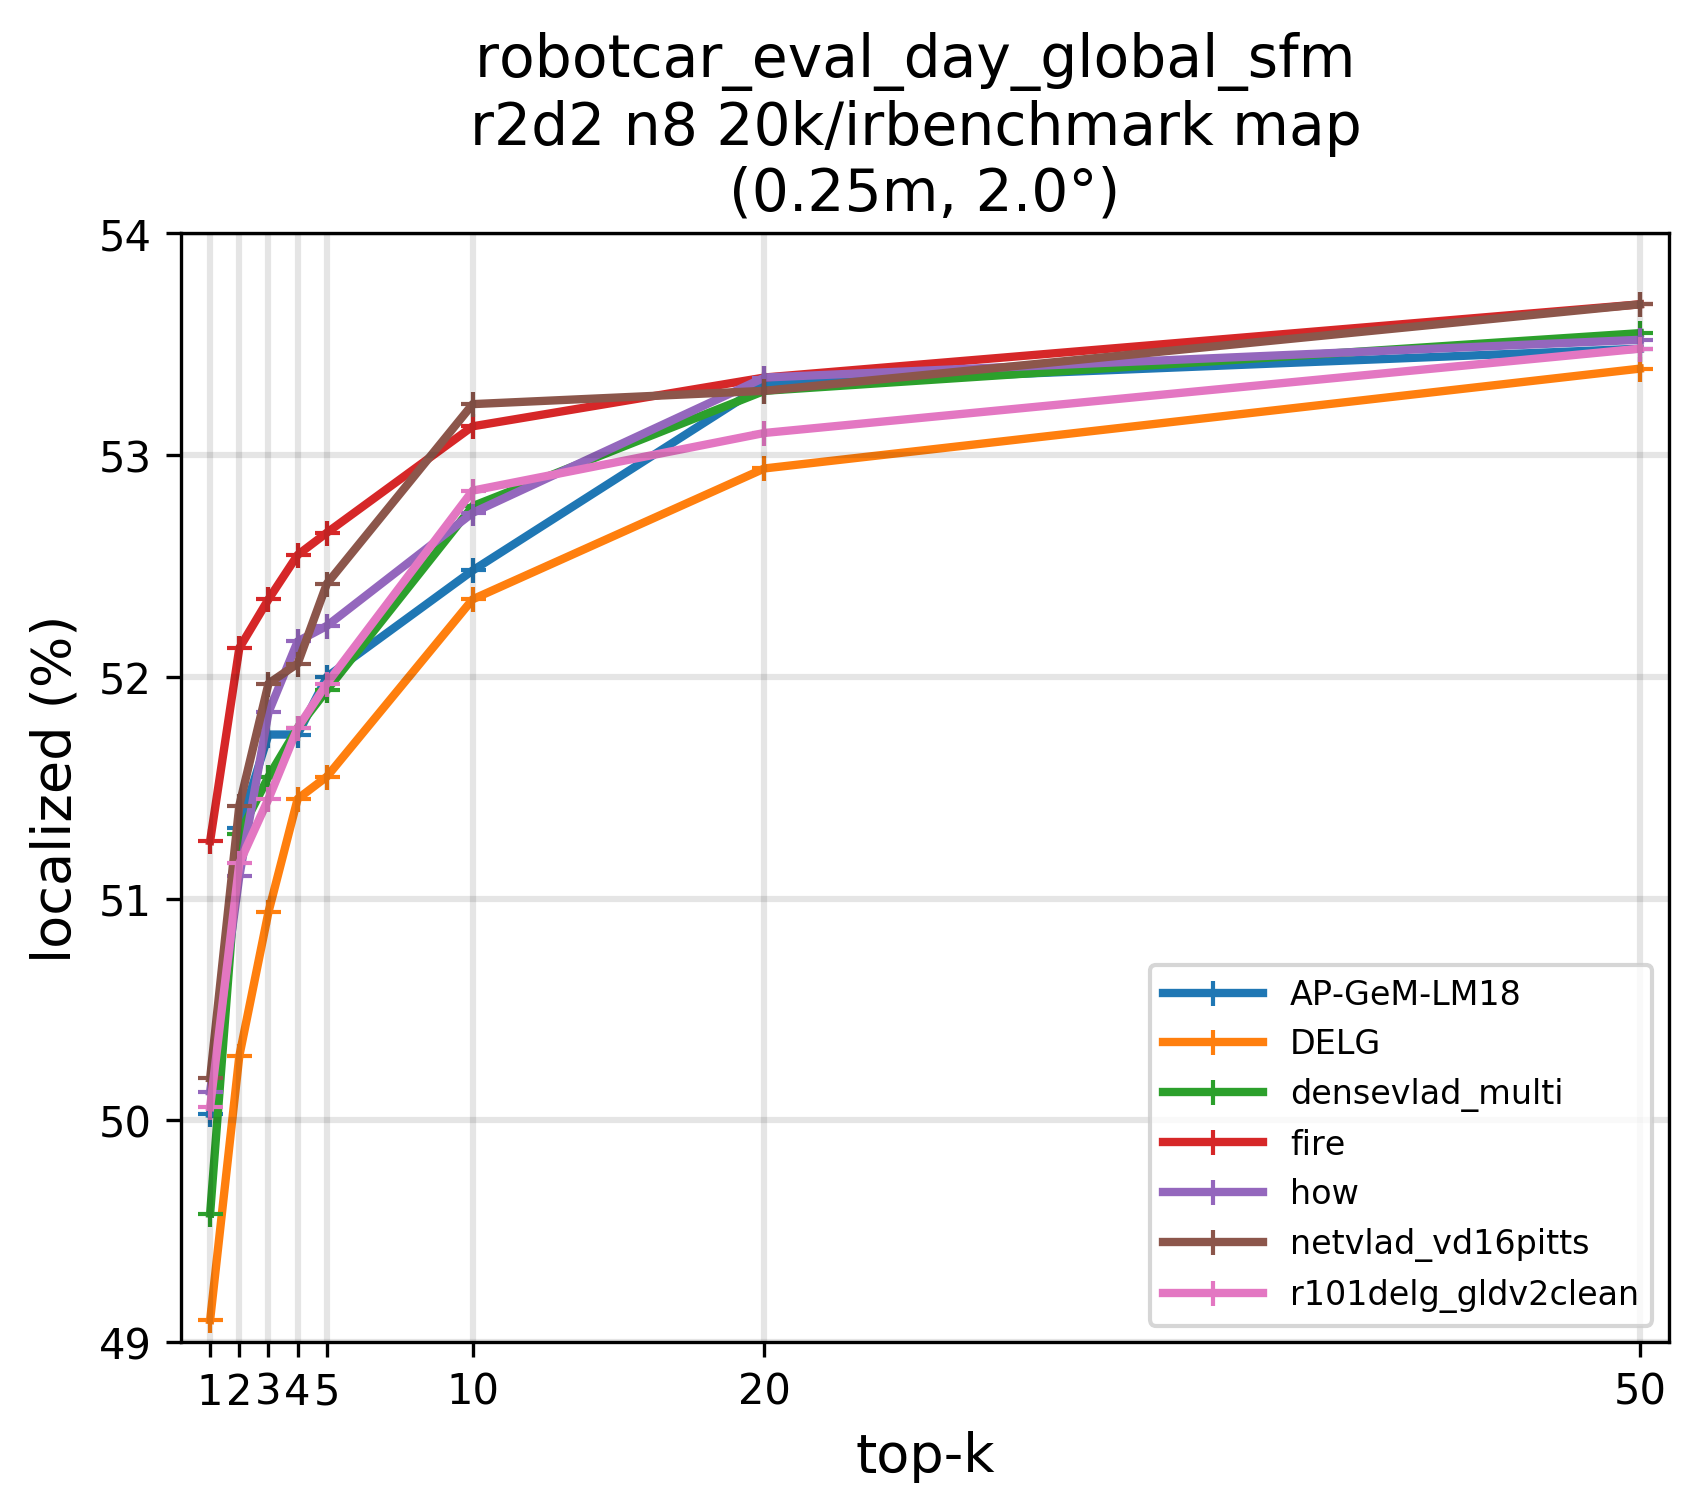 robotcar_eval_day_global_sfm
r2d2 n8 20k/irbenchmark map
(0.25m, 2.0°)
localized (%)
54
53
52
51
50
49
1 2 3 4 5 10 20 50
top-k
AP-GeM-LM18
DELG
densevlad_multi
fire
how
netvlad_vd16pitts
r101delg_gldv2clean